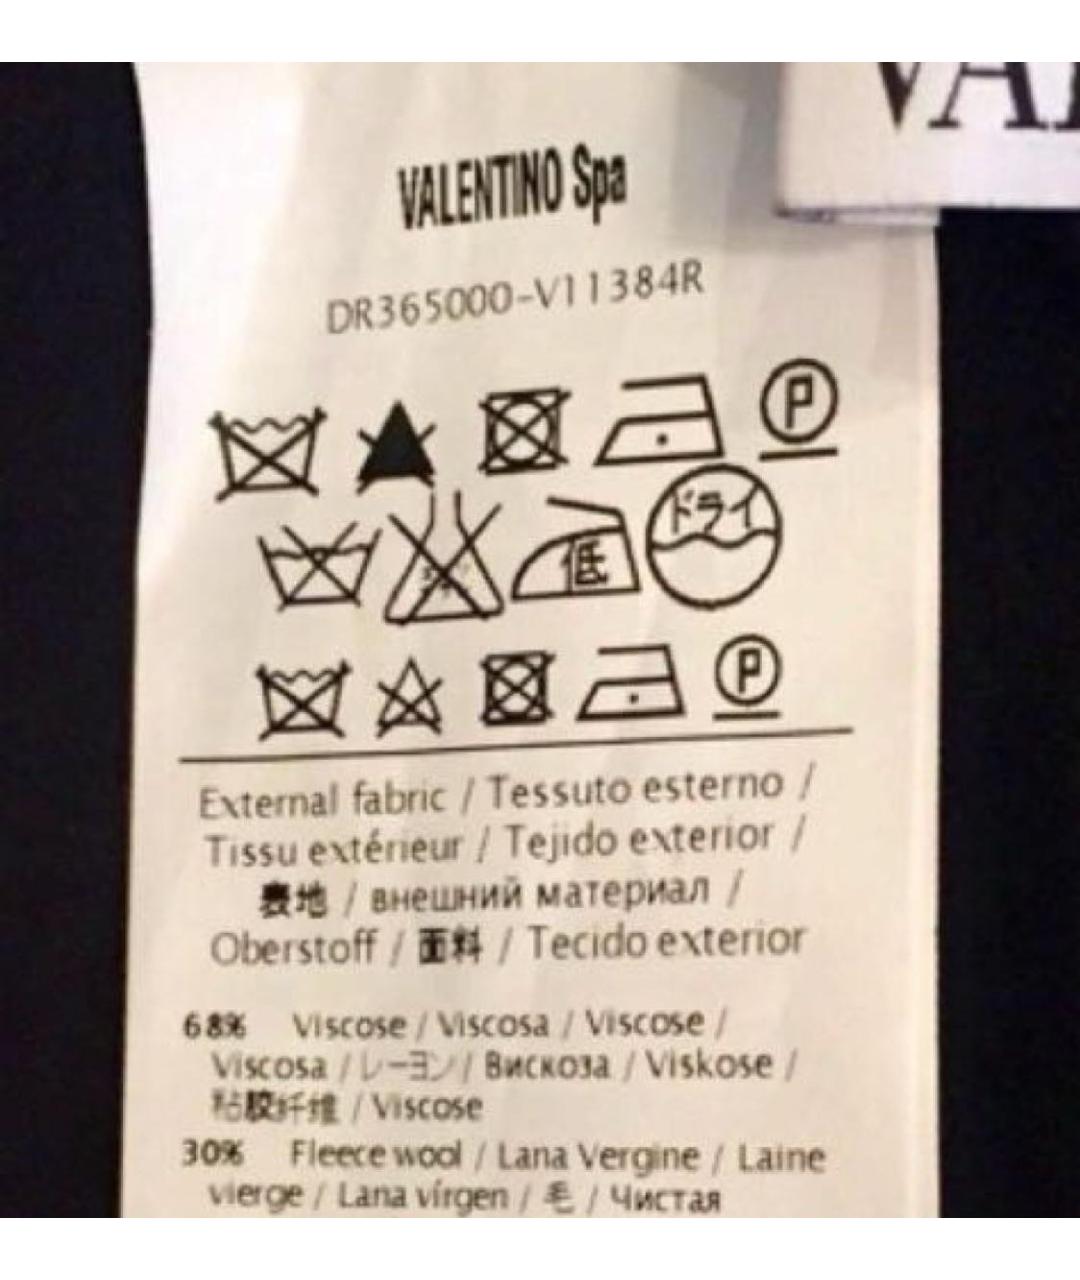 VAL
VALENTINO Spa
DR365000-V11384R
P
ドライ
低
P
External fabric / Tessuto esterno /
Tissu extérieur / Tejido exterior /
表地 / внешний материал /
Oberstoff / 面料 / Tecido exterior
68% Viscose / Viscosa / Viscose /
Viscosa / レーヨン / Вискоза / Viskose /
粘胶纤维 / Viscose
30% Fleece wool / Lana Vergine / Laine
vierge / Lana vírgen / 毛 / Чистая